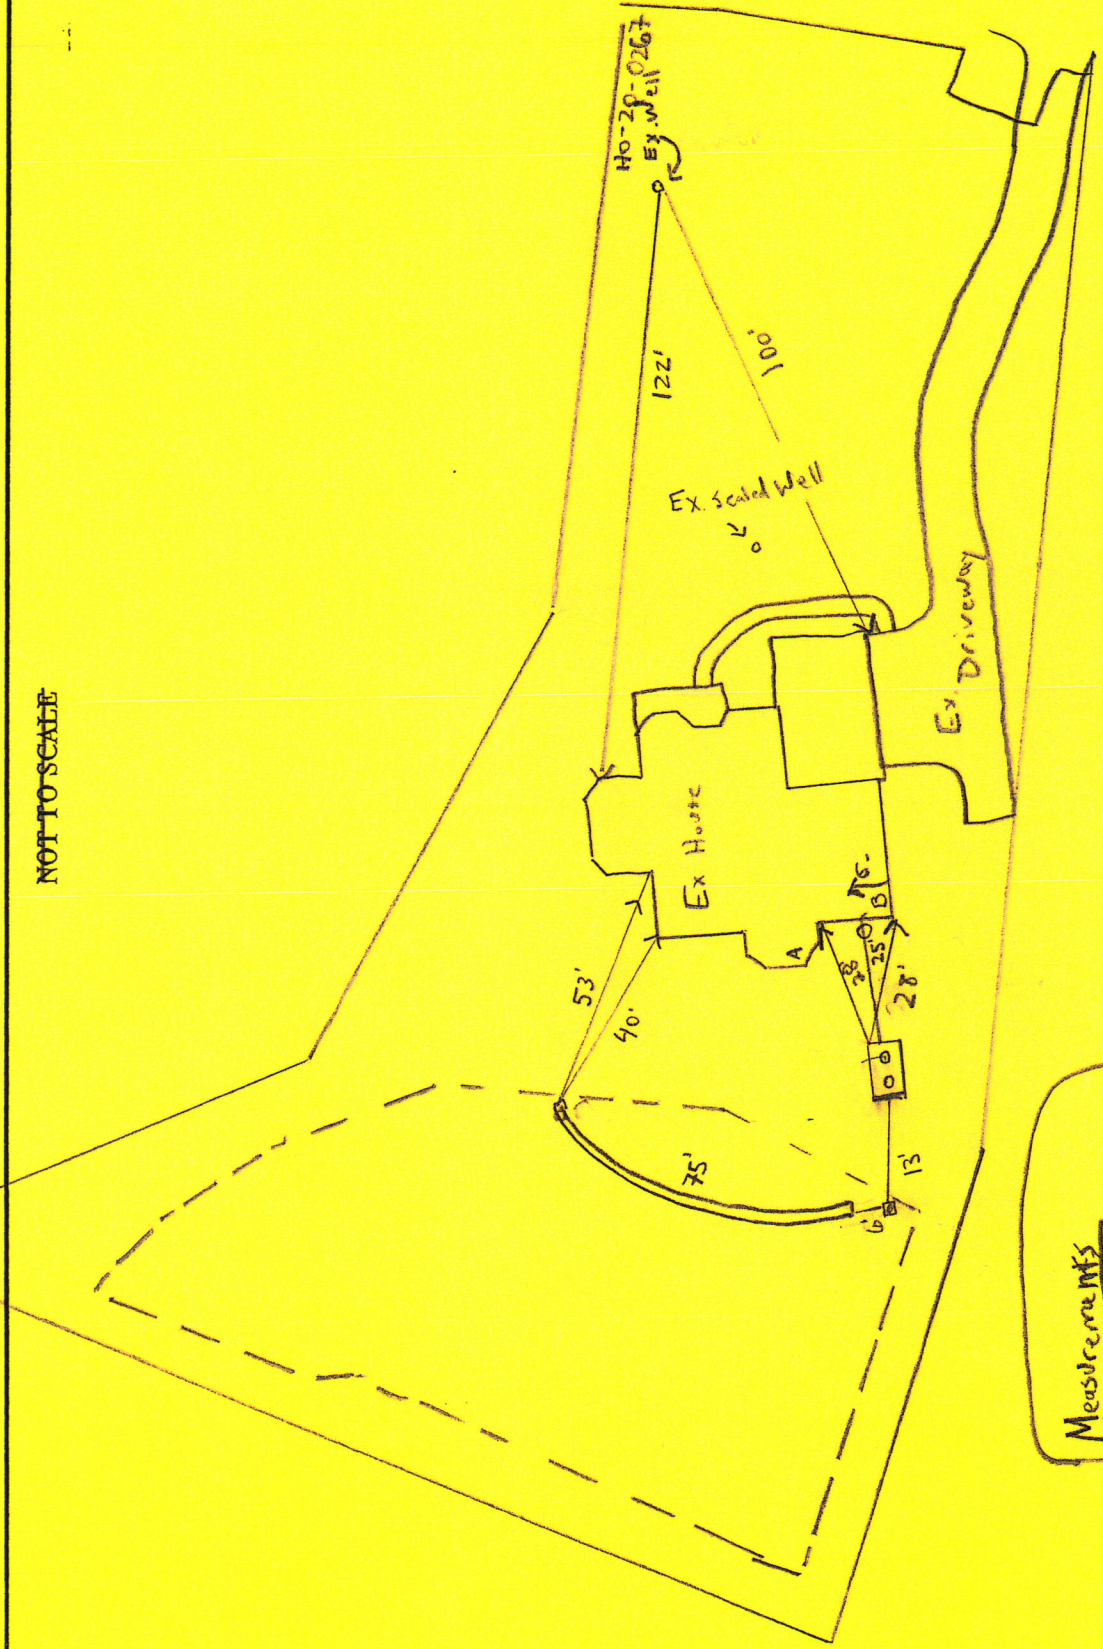 NOT TO SCALE
HO-20-0267
Ex. Well
122'
100'
Ex. Sealed Well
Ex. Driveway
Ex House
A
B
53'
40'
28'
25'
28'
75'
13'
6'
Measurements